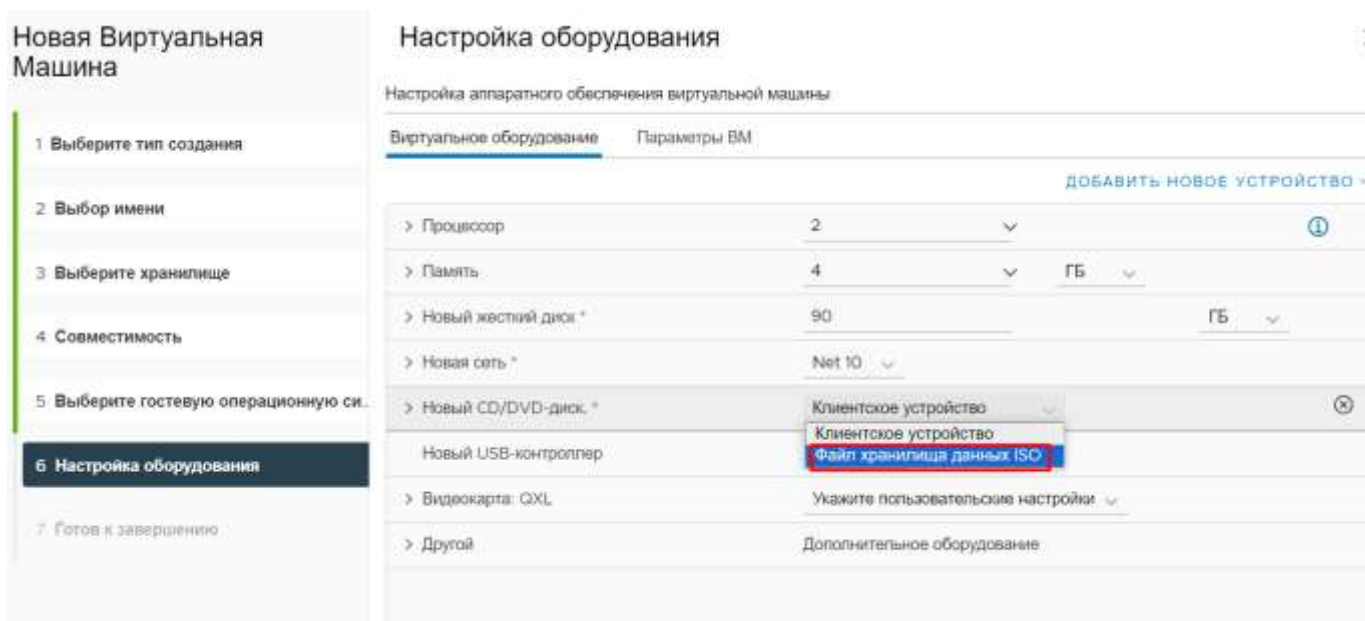 Новая Виртуальная
Машина
1 Выберите тип создания
2 Выбор имени
3 Выберите хранилище
4 Совместимость
5 Выберите гостевую операционную си..
6 Настройка оборудования
7 Готов к завершению
Настройка оборудования
Настройка аппаратного обеспечения виртуальной машины
Виртуальное оборудование Параметры ВМ
ДОБАВИТЬ НОВОЕ УСТРОЙСТВО
> Процессор 2
> Память 4 ГБ
> Новый жесткий диск * 90 ГБ
> Новая сеть * Net 10
> Новый CD/DVD-диск. * Клиентское устройство
Клиентское устройство
Файл хранилища данных ISO
Новый USB-контроллер
> Видеокарта: QXL Укажите пользовательские настройки
> Другой Дополнительное оборудование